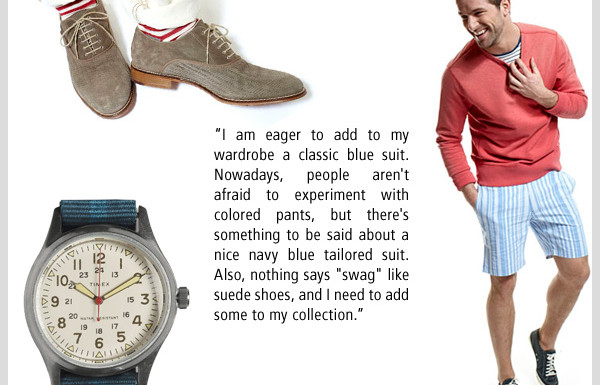 “I am eager to add to my
wardrobe a classic blue suit.
Nowadays, people aren't
afraid to experiment with
colored pants, but there's
something to be said about a
nice navy blue tailored suit.
Also, nothing says "swag" like
suede shoes, and I need to add
some to my collection.”
12
11
1
10
2
9
3
8
4
7
5
6
24
23
13
22
14
21
15
20
16
19
17
18
TIMEX
WATER RESISTANT